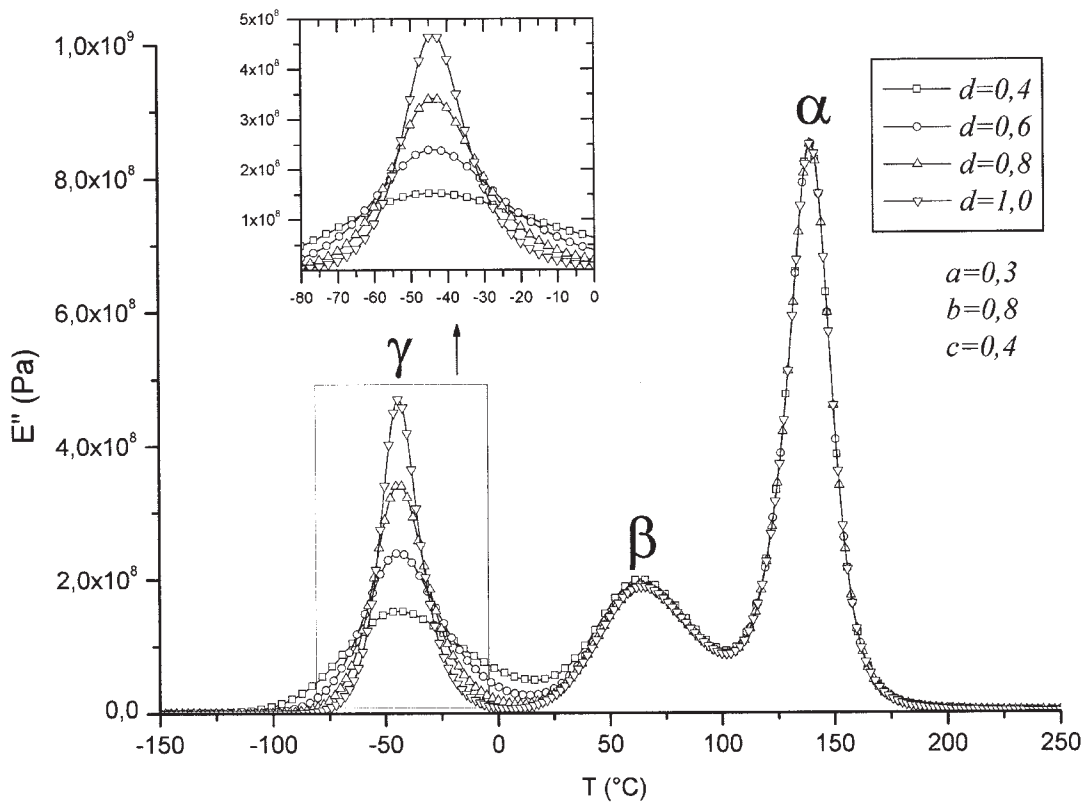 5x10⁸
4x10⁸
3x10⁸
2x10⁸
1x10⁸
-80 -70 -60 -50 -40 -30 -20 -10 0
1,0x10⁹
8,0x10⁸
6,0x10⁸
4,0x10⁸
2,0x10⁸
0,0
E'' (Pa)
γ
β
α
d=0,4
d=0,6
d=0,8
d=1,0
a=0,3
b=0,8
c=0,4
-150 -100 -50 0 50 100 150 200 250
T (°C)